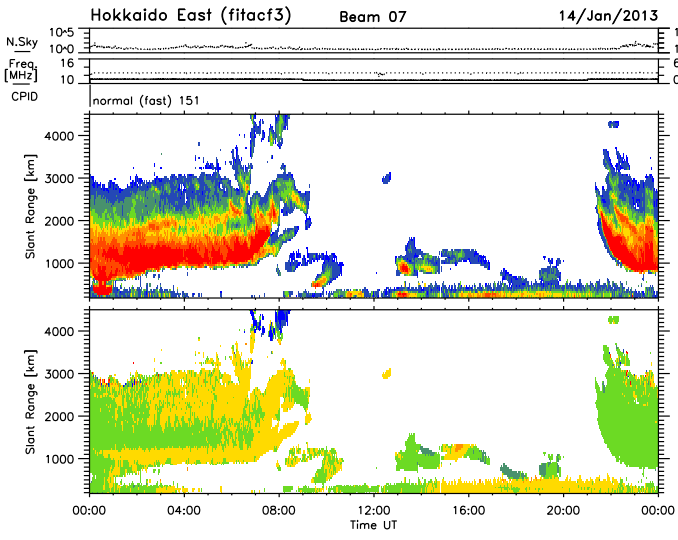 Hokkaido East (fitacf3) Beam 07 14/Jan/2013
N.Sky 10^5 10^0
Freq. [MHz] 16 10 6
CPID normal (fast) 151
Slant Range [km] 4000 3000 2000 1000
Slant Range [km] 4000 3000 2000 1000
00:00 04:00 08:00 12:00 16:00 20:00 00:00
Time UT